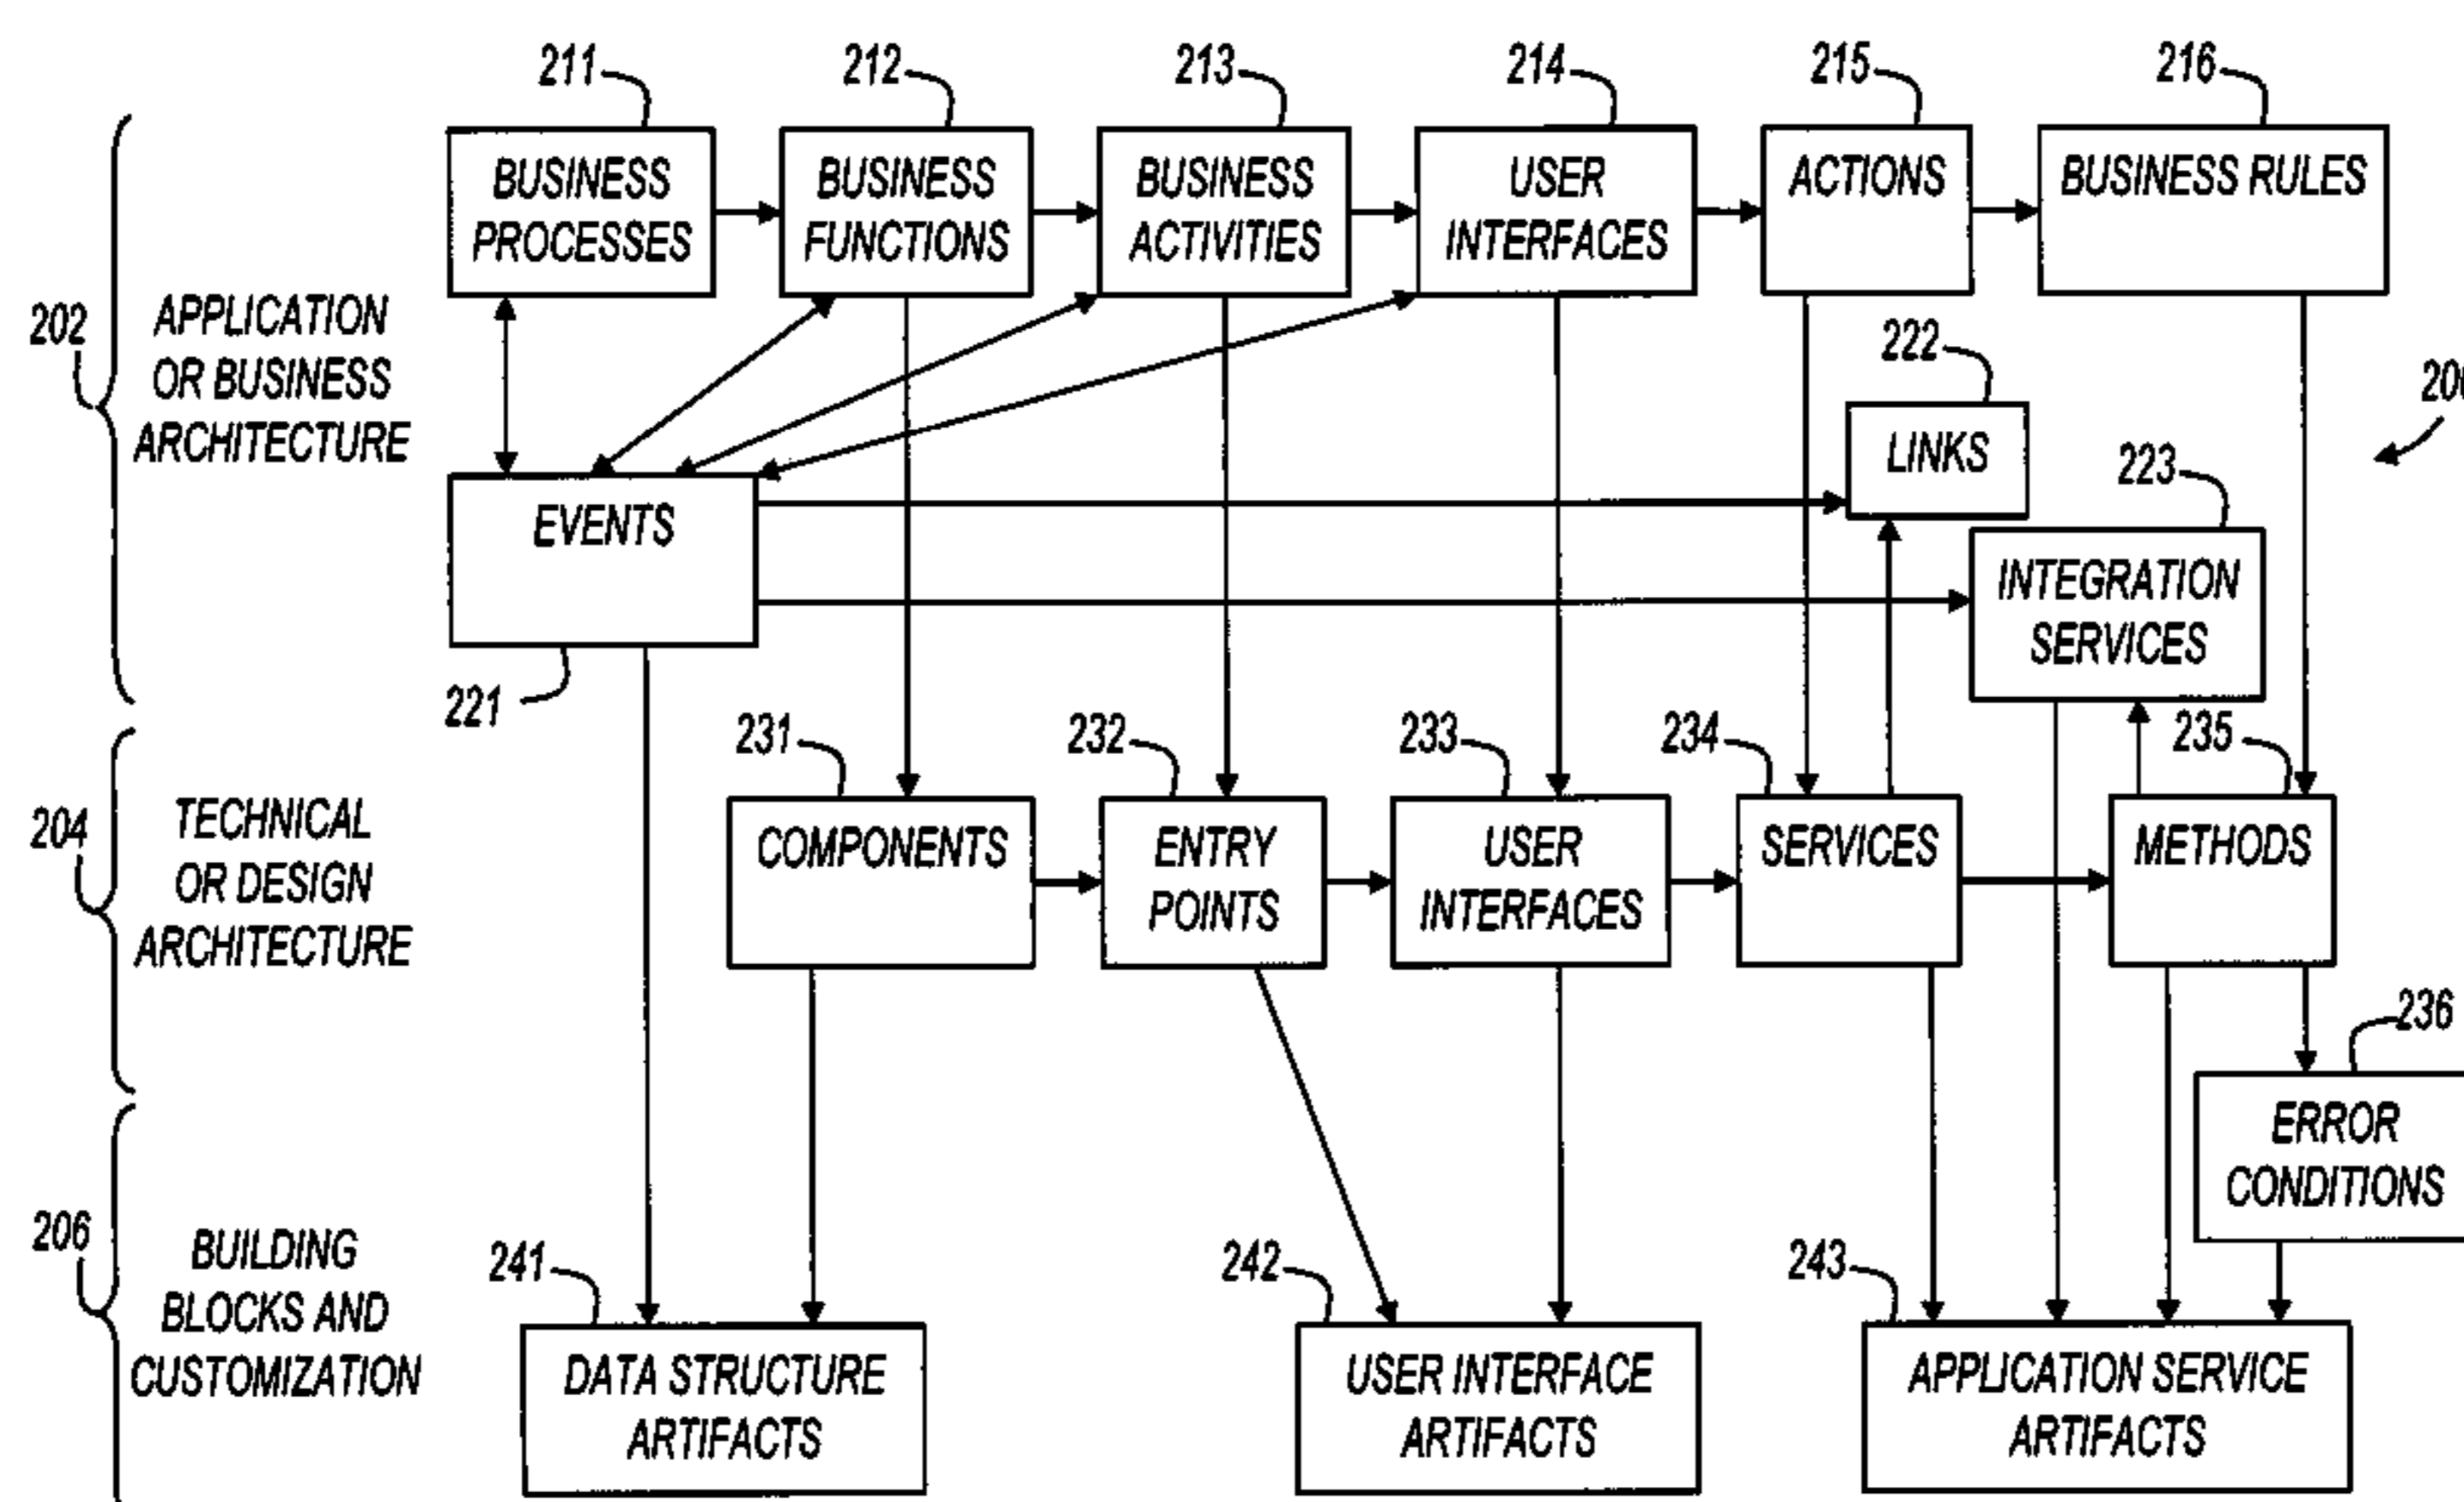 211
212
213
214
215
216
BUSINESS
PROCESSES
BUSINESS
FUNCTIONS
BUSINESS
ACTIVITIES
USER
INTERFACES
ACTIONS
BUSINESS RULES
202
APPLICATION
OR BUSINESS
ARCHITECTURE
222
LINKS
223
EVENTS
INTEGRATION
SERVICES
221
231
232
233
234
235
204
TECHNICAL
OR DESIGN
ARCHITECTURE
COMPONENTS
ENTRY
POINTS
USER
INTERFACES
SERVICES
METHODS
236
ERROR
CONDITIONS
206
BUILDING
BLOCKS AND
CUSTOMIZATION
241
242
243
DATA STRUCTURE
ARTIFACTS
USER INTERFACE
ARTIFACTS
APPLICATION SERVICE
ARTIFACTS